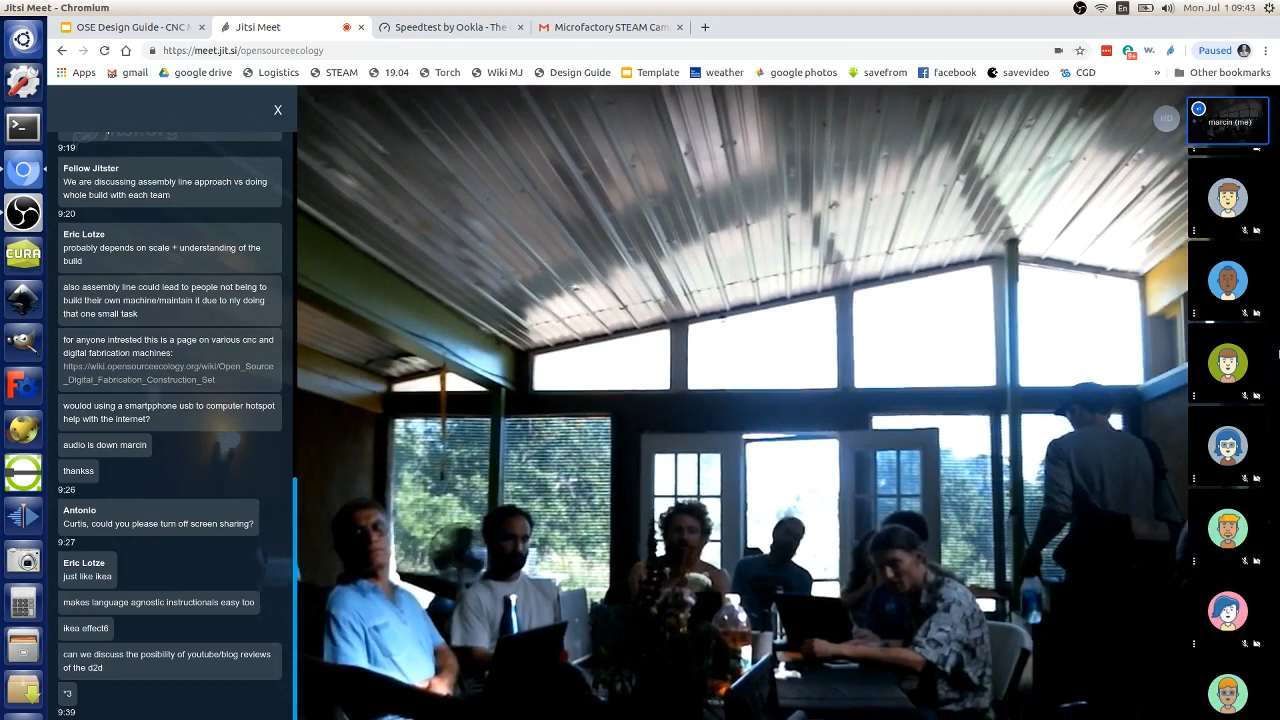 Jitsi Meet - Chromium
En
Mon Jul 1 09:43
OSE Design Guide - CNC
Jitsi Meet
Speedtest by Ookla - The
Microfactory STEAM Cam
https://meet.jit.si/opensourceecology
9+
w.
Paused
Apps
gmail
google drive
Logistics
STEAM
19.04
Torch
Wiki MJ
Design Guide
Template
weather
google photos
savefrom
facebook
savevideo
CGD
»
Other bookmarks
X
HD
marcin (me)
9:19
Fellow Jitster
We are discussing assembly line approach vs doing
whole build with each team
9:20
Eric Lotze
probably depends on scale + understanding of the
build
also assembly line could lead to people not being to
build their own machine/maintain it due to nly doing
that one small task
for anyone intrested this is a page on various cnc and
digital fabrication machines:
https://wiki.opensourceecology.org/wiki/Open_Source
_Digital_Fabrication_Construction_Set
woulod using a smartpphone usb to computer hotspot
help with the internet?
audio is down marcin
thankss
9:26
Antonio
Curtis, could you please turn off screen sharing?
9:27
Eric Lotze
just like ikea
makes language agnostic instructionals easy too
ikea effect6
can we discuss the posibility of youtube/blog reviews
of the d2d
*3
9:39
CURA